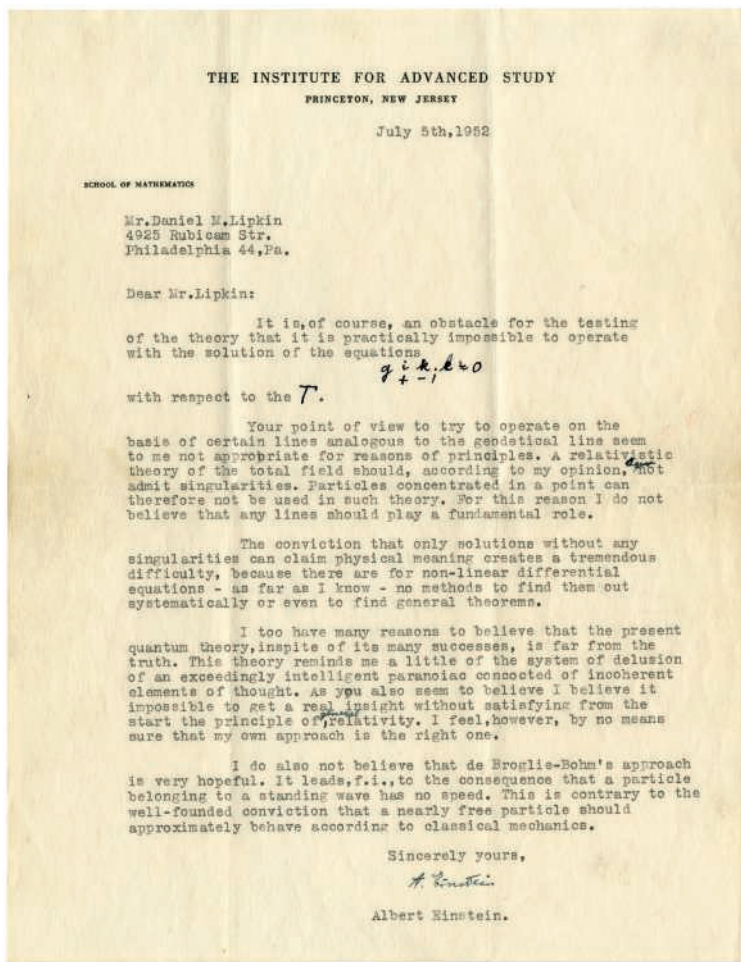 THE INSTITUTE FOR ADVANCED STUDY
PRINCETON, NEW JERSEY
July 5th,1952
SCHOOL OF MATHEMATICS
Mr.Daniel M.Lipkin
4925 Rubicam Str.
Philadelphia 44,Pa.
Dear Mr.Lipkin:
It is,of course, an obstacle for the testing
of the theory that it is practically impossible to operate
with the solution of the equations
g i k; l = 0
+ -
with respect to the Γ.
Your point of view to try to operate on the
basis of certain lines analogous to the geodetical line seem
to me not appropriate for reasons of principles. A relativistic
theory of the total field should, according to my opinion, not
admit singularities. Particles concentrated in a point can
therefore not be used in such theory. For this reason I do not
believe that any lines should play a fundamental role.
The conviction that only solutions without any
singularities can claim physical meaning creates a tremendous
difficulty, because there are for non-linear differential
equations - as far as I know - no methods to find them out
systematically or even to find general theorems.
I too have many reasons to believe that the present
quantum theory,inspite of its many successes, is far from the
truth. This theory reminds me a little of the system of delusion
of an exceedingly intelligent paranoiac concocted of incoherent
elements of thought. As you also seem to believe I believe it
impossible to get a real insight without satisfying from the
start the principle of general relativity. I feel,however, by no means
sure that my own approach is the right one.
I do also not believe that de Broglie-Bohm's approach
is very hopeful. It leads,f.i.,to the consequence that a particle
belonging to a standing wave has no speed. This is contrary to the
well-founded conviction that a nearly free particle should
approximately behave according to classical mechanics.
Sincerely yours,
A. Einstein
Albert Einstein.